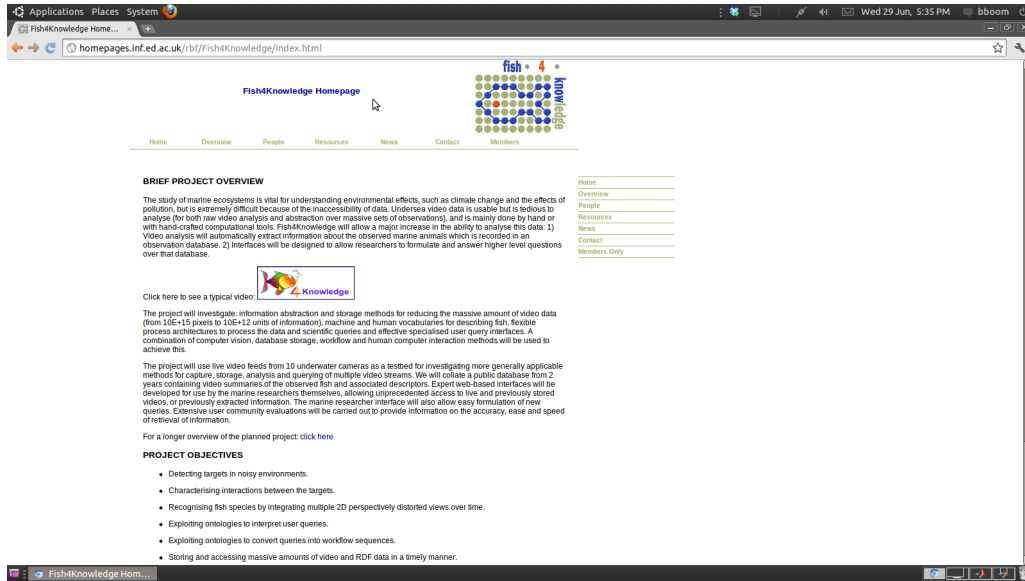 Applications Places System
Wed 29 Jun, 5:35 PM
bboom
Fish4Knowledge Home...
homepages.inf.ed.ac.uk/rbf/Fish4Knowledge/index.html
Fish4Knowledge Homepage
fish 4
knowledge
Home Overview People Resources News Contact Members
BRIEF PROJECT OVERVIEW
The study of marine ecosystems is vital for understanding environmental effects, such as climate change and the effects of
pollution, but is extremely difficult because of the inaccessibility of data. Undersea video data is usable but is tedious to
analyse (for both raw video analysis and abstraction over massive sets of observations), and is mainly done by hand or
with hand-crafted computational tools. Fish4Knowledge will allow a major increase in the ability to analyse this data: 1)
Video analysis will automatically extract information about the observed marine animals which is recorded in an
observation database. 2) Interfaces will be designed to allow researchers to formulate and answer higher level questions
over that database.
Click here to see a typical video:
4 Knowledge
The project will investigate: information abstraction and storage methods for reducing the massive amount of video data
(from 10E+15 pixels to 10E+12 units of information), machine and human vocabularies for describing fish, flexible
process architectures to process the data and scientific queries and effective specialised user query interfaces. A
combination of computer vision, database storage, workflow and human computer interaction methods will be used to
achieve this.
The project will use live video feeds from 10 underwater cameras as a testbed for investigating more generally applicable
methods for capture, storage, analysis and querying of multiple video streams. We will collate a public database from 2
years containing video summaries of the observed fish and associated descriptors. Expert web-based interfaces will be
developed for use by the marine researchers themselves, allowing unprecedented access to live and previously stored
videos, or previously extracted information. The marine researcher interface will also allow easy formulation of new
queries. Extensive user community evaluations will be carried out to provide information on the accuracy, ease and speed
of retrieval of information.
For a longer overview of the planned project: click here
PROJECT OBJECTIVES
Detecting targets in noisy environments.
Characterising interactions between the targets.
Recognising fish species by integrating multiple 2D perspectively distorted views over time.
Exploiting ontologies to interpret user queries.
Exploiting ontologies to convert queries into workflow sequences.
Storing and accessing massive amounts of video and RDF data in a timely manner.
Home
Overview
People
Resources
News
Contact
Members Only
Fish4Knowledge Hom...